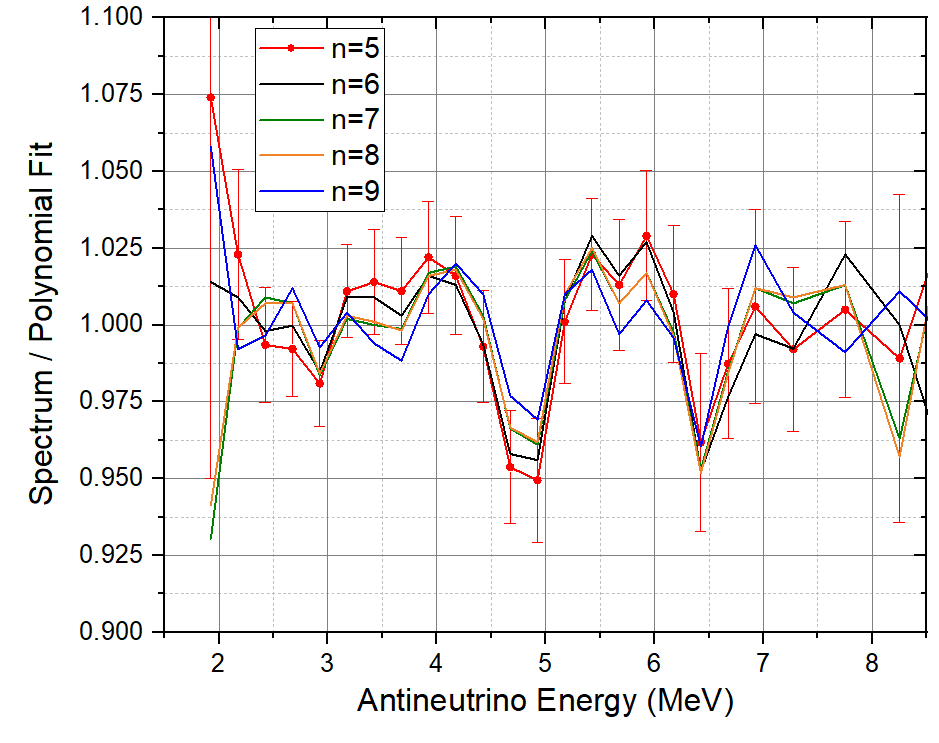 1.100
1.075
1.050
1.025
1.000
0.975
0.950
0.925
0.900
Spectrum / Polynomial Fit
n=5
n=6
n=7
n=8
n=9
2 3 4 5 6 7 8
Antineutrino Energy (MeV)